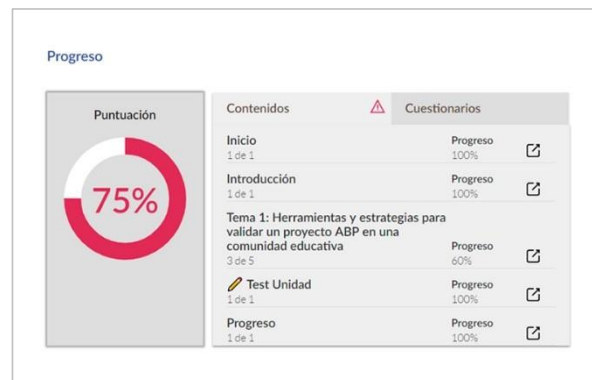 Progreso
Puntuación
75%
Contenidos
Cuestionarios
Inicio
1 de 1
Progreso
100%
Introducción
1 de 1
Progreso
100%
Tema 1: Herramientas y estrategias para
validar un proyecto ABP en una
comunidad educativa
3 de 5
Progreso
60%
Test Unidad
1 de 1
Progreso
100%
Progreso
1 de 1
Progreso
100%